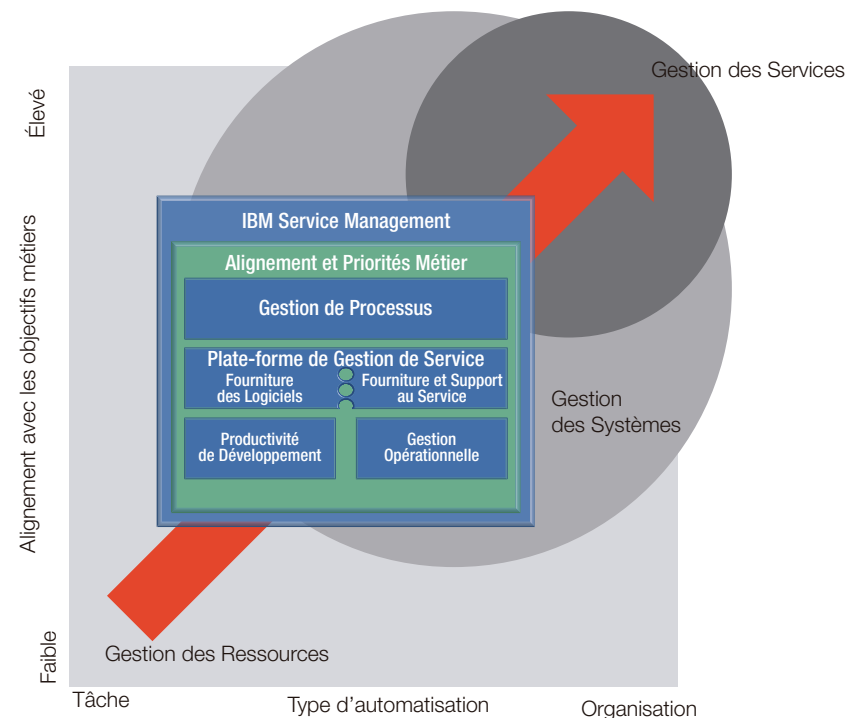 Gestion des Services
Élevé
Alignement avec les objectifs métiers
Faible
IBM Service Management
Alignement et Priorités Métier
Gestion de Processus
Plate-forme de Gestion de Service
Fourniture
des Logiciels
Fourniture et Support
au Service
Productivité
de Développement
Gestion
Opérationnelle
Gestion
des Systèmes
Gestion des Ressources
Tâche
Type d’automatisation
Organisation